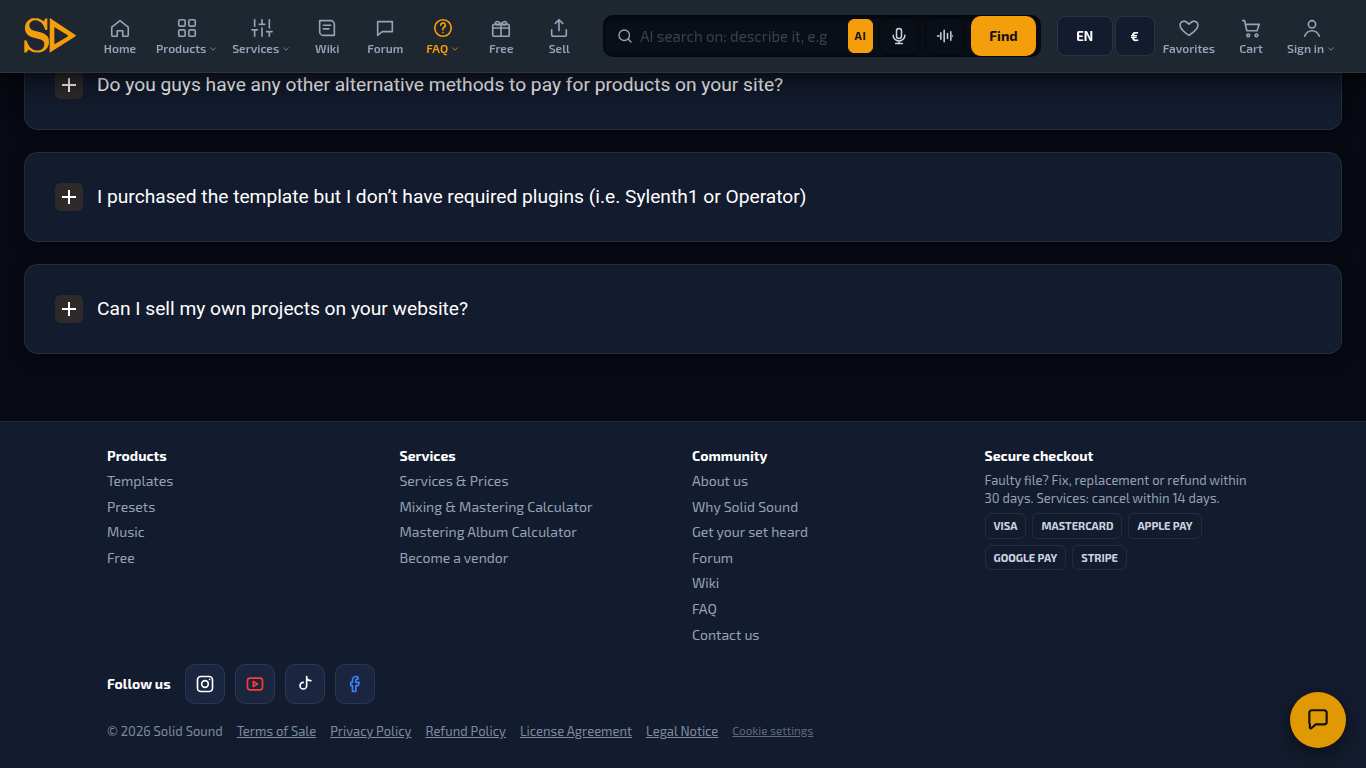 Home
Products
Services
Wiki
Forum
FAQ
Free
Sell
AI search on: describe it, e.g
AI
Find
EN
€
Favorites
Cart
Sign in
Do you guys have any other alternative methods to pay for products on your site?
I purchased the template but I don’t have required plugins (i.e. Sylenth1 or Operator)
Can I sell my own projects on your website?
Products
Templates
Presets
Music
Free
Services
Services & Prices
Mixing & Mastering Calculator
Mastering Album Calculator
Become a vendor
Community
About us
Why Solid Sound
Get your set heard
Forum
Wiki
FAQ
Contact us
Secure checkout
Faulty file? Fix, replacement or refund within
30 days. Services: cancel within 14 days.
VISA
MASTERCARD
APPLE PAY
GOOGLE PAY
STRIPE
Follow us
© 2026 Solid Sound
Terms of Sale
Privacy Policy
Refund Policy
License Agreement
Legal Notice
Cookie settings